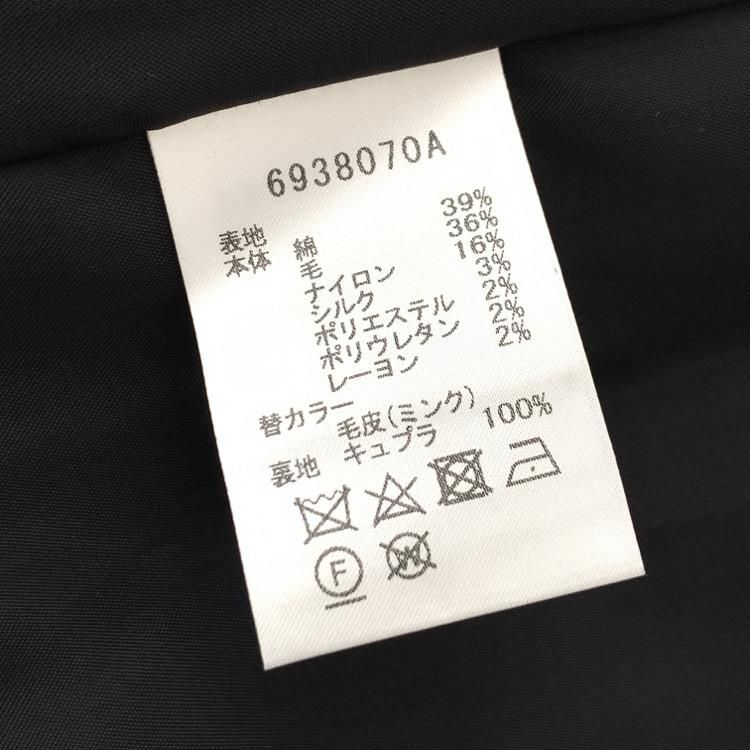 6938070A
表地 綿 39%
本体 毛 36%
ナイロン 16%
シルク 3%
ポリエステル 2%
ポリウレタン 2%
レーヨン 2%
替カラー
毛皮(ミンク)
裏地 キュプラ 100%
F W